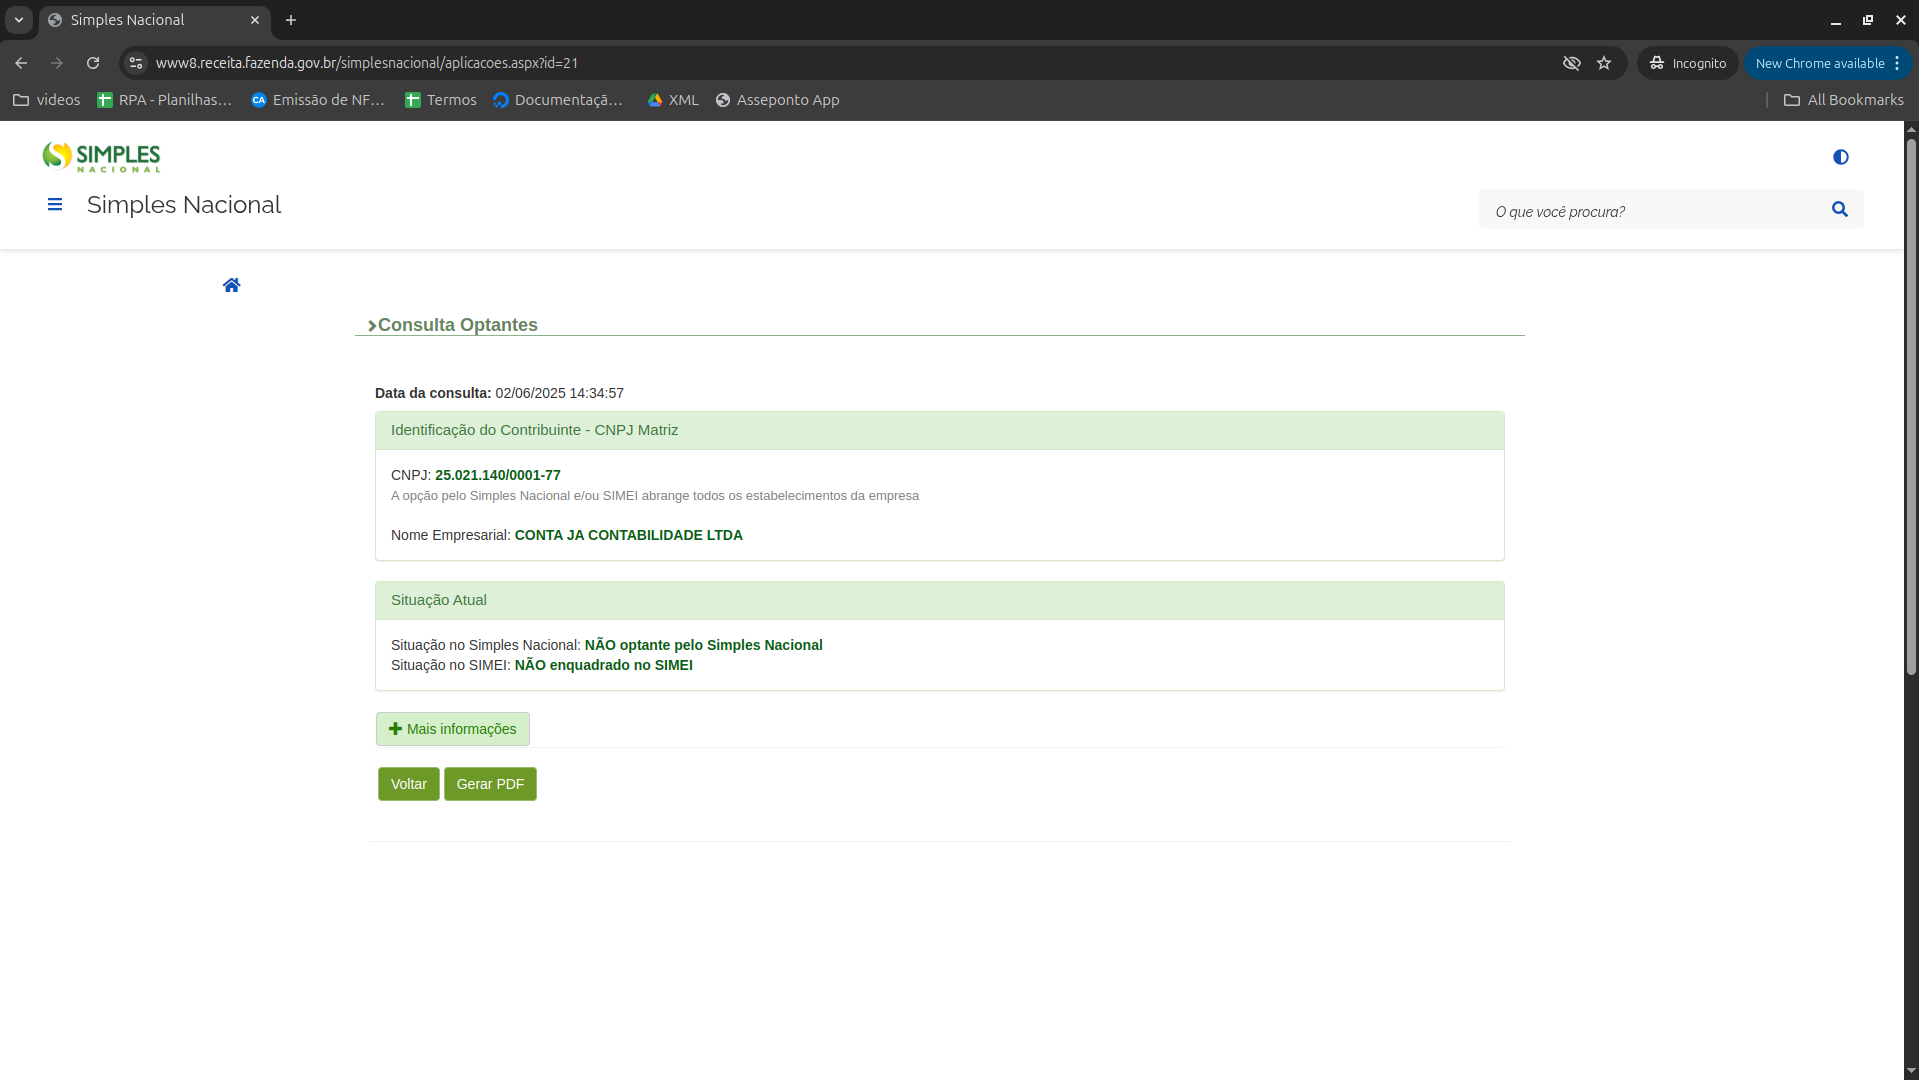 Simples Nacional
www8.receita.fazenda.gov.br/simplesnacional/aplicacoes.aspx?id=21
Incognito
New Chrome available
videos
RPA - Planilhas...
CA
Emissão de NF...
Termos
Documentaçã...
XML
Asseponto App
All Bookmarks
SIMPLES
NACIONAL
Simples Nacional
O que você procura?
Consulta Optantes
Data da consulta: 02/06/2025 14:34:57
Identificação do Contribuinte - CNPJ Matriz
CNPJ: 25.021.140/0001-77
A opção pelo Simples Nacional e/ou SIMEI abrange todos os estabelecimentos da empresa
Nome Empresarial: CONTA JA CONTABILIDADE LTDA
Situação Atual
Situação no Simples Nacional: NÃO optante pelo Simples Nacional
Situação no SIMEI: NÃO enquadrado no SIMEI
Mais informações
Voltar
Gerar PDF